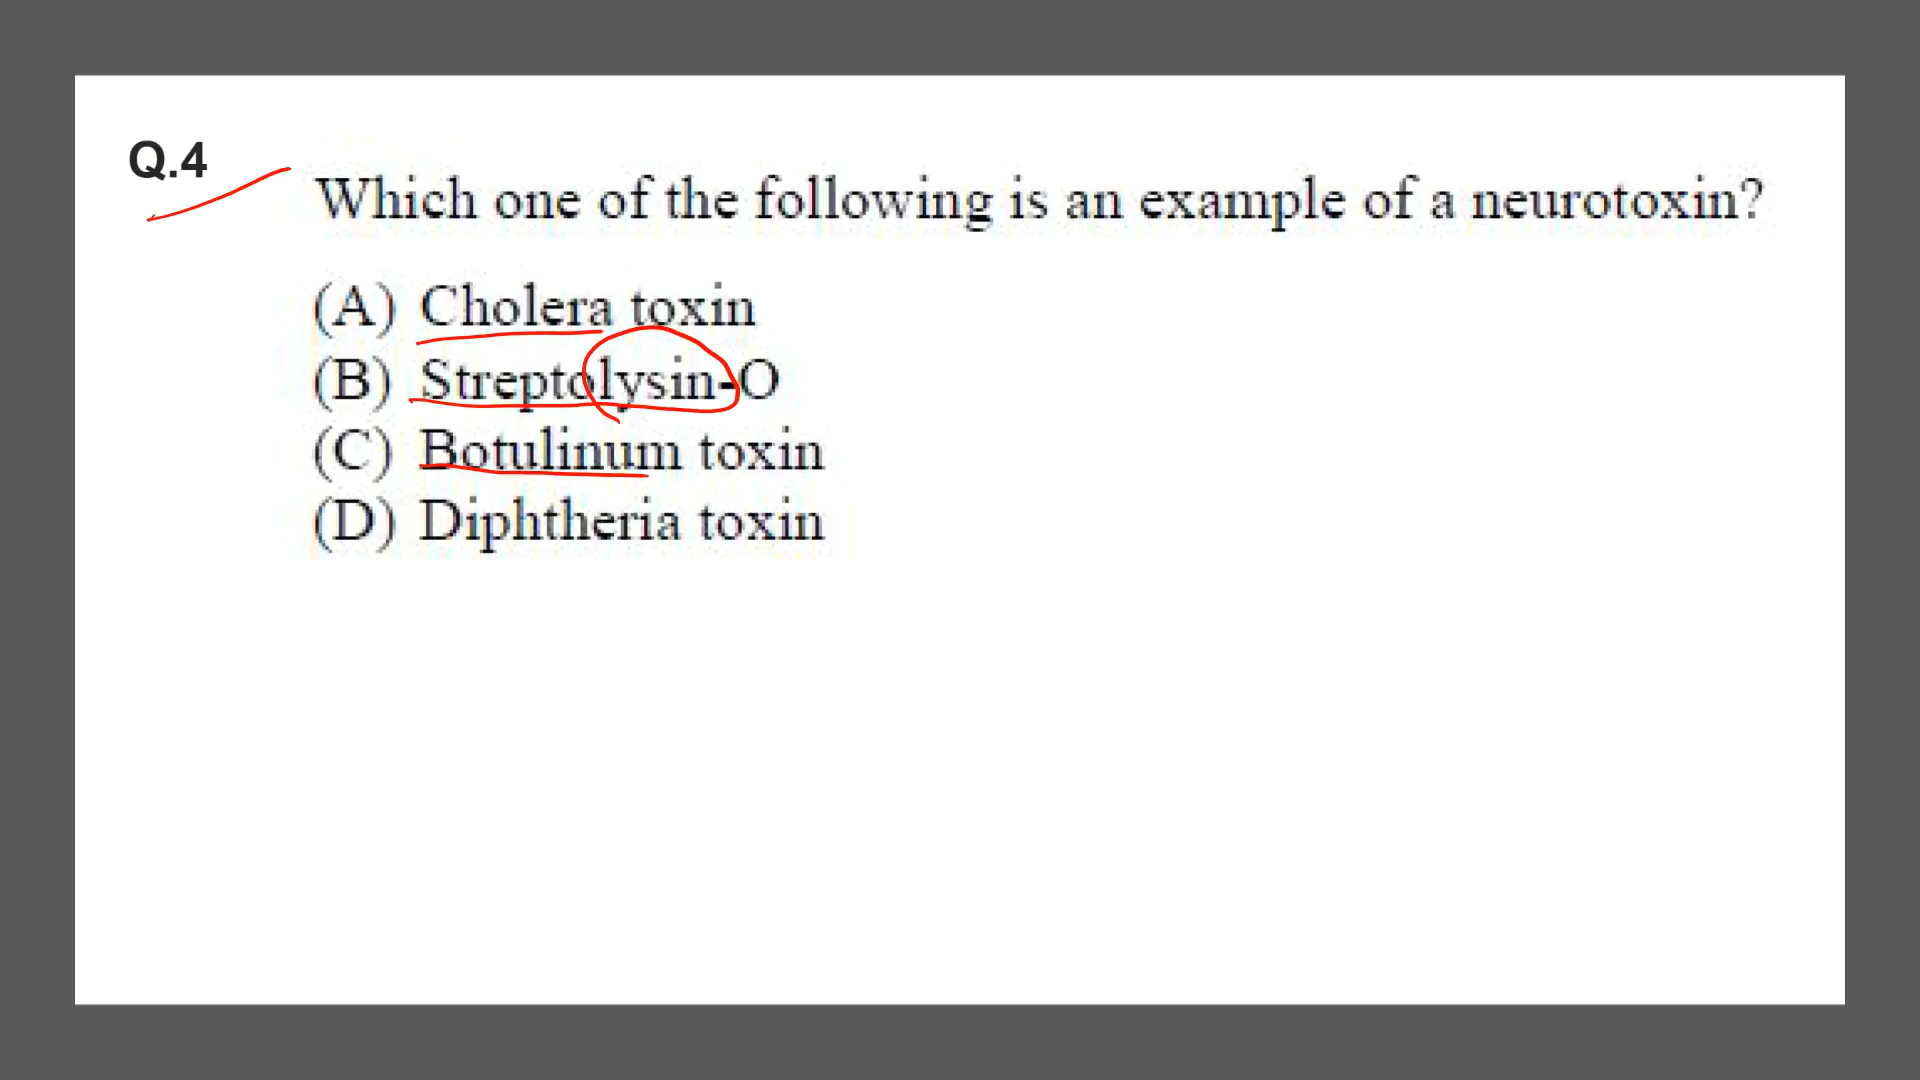 Q.4
Which one of the following is an example of a neurotoxin?
(A) Cholera toxin
(B) Streptolysin-O
(C) Botulinum toxin
(D) Diphtheria toxin